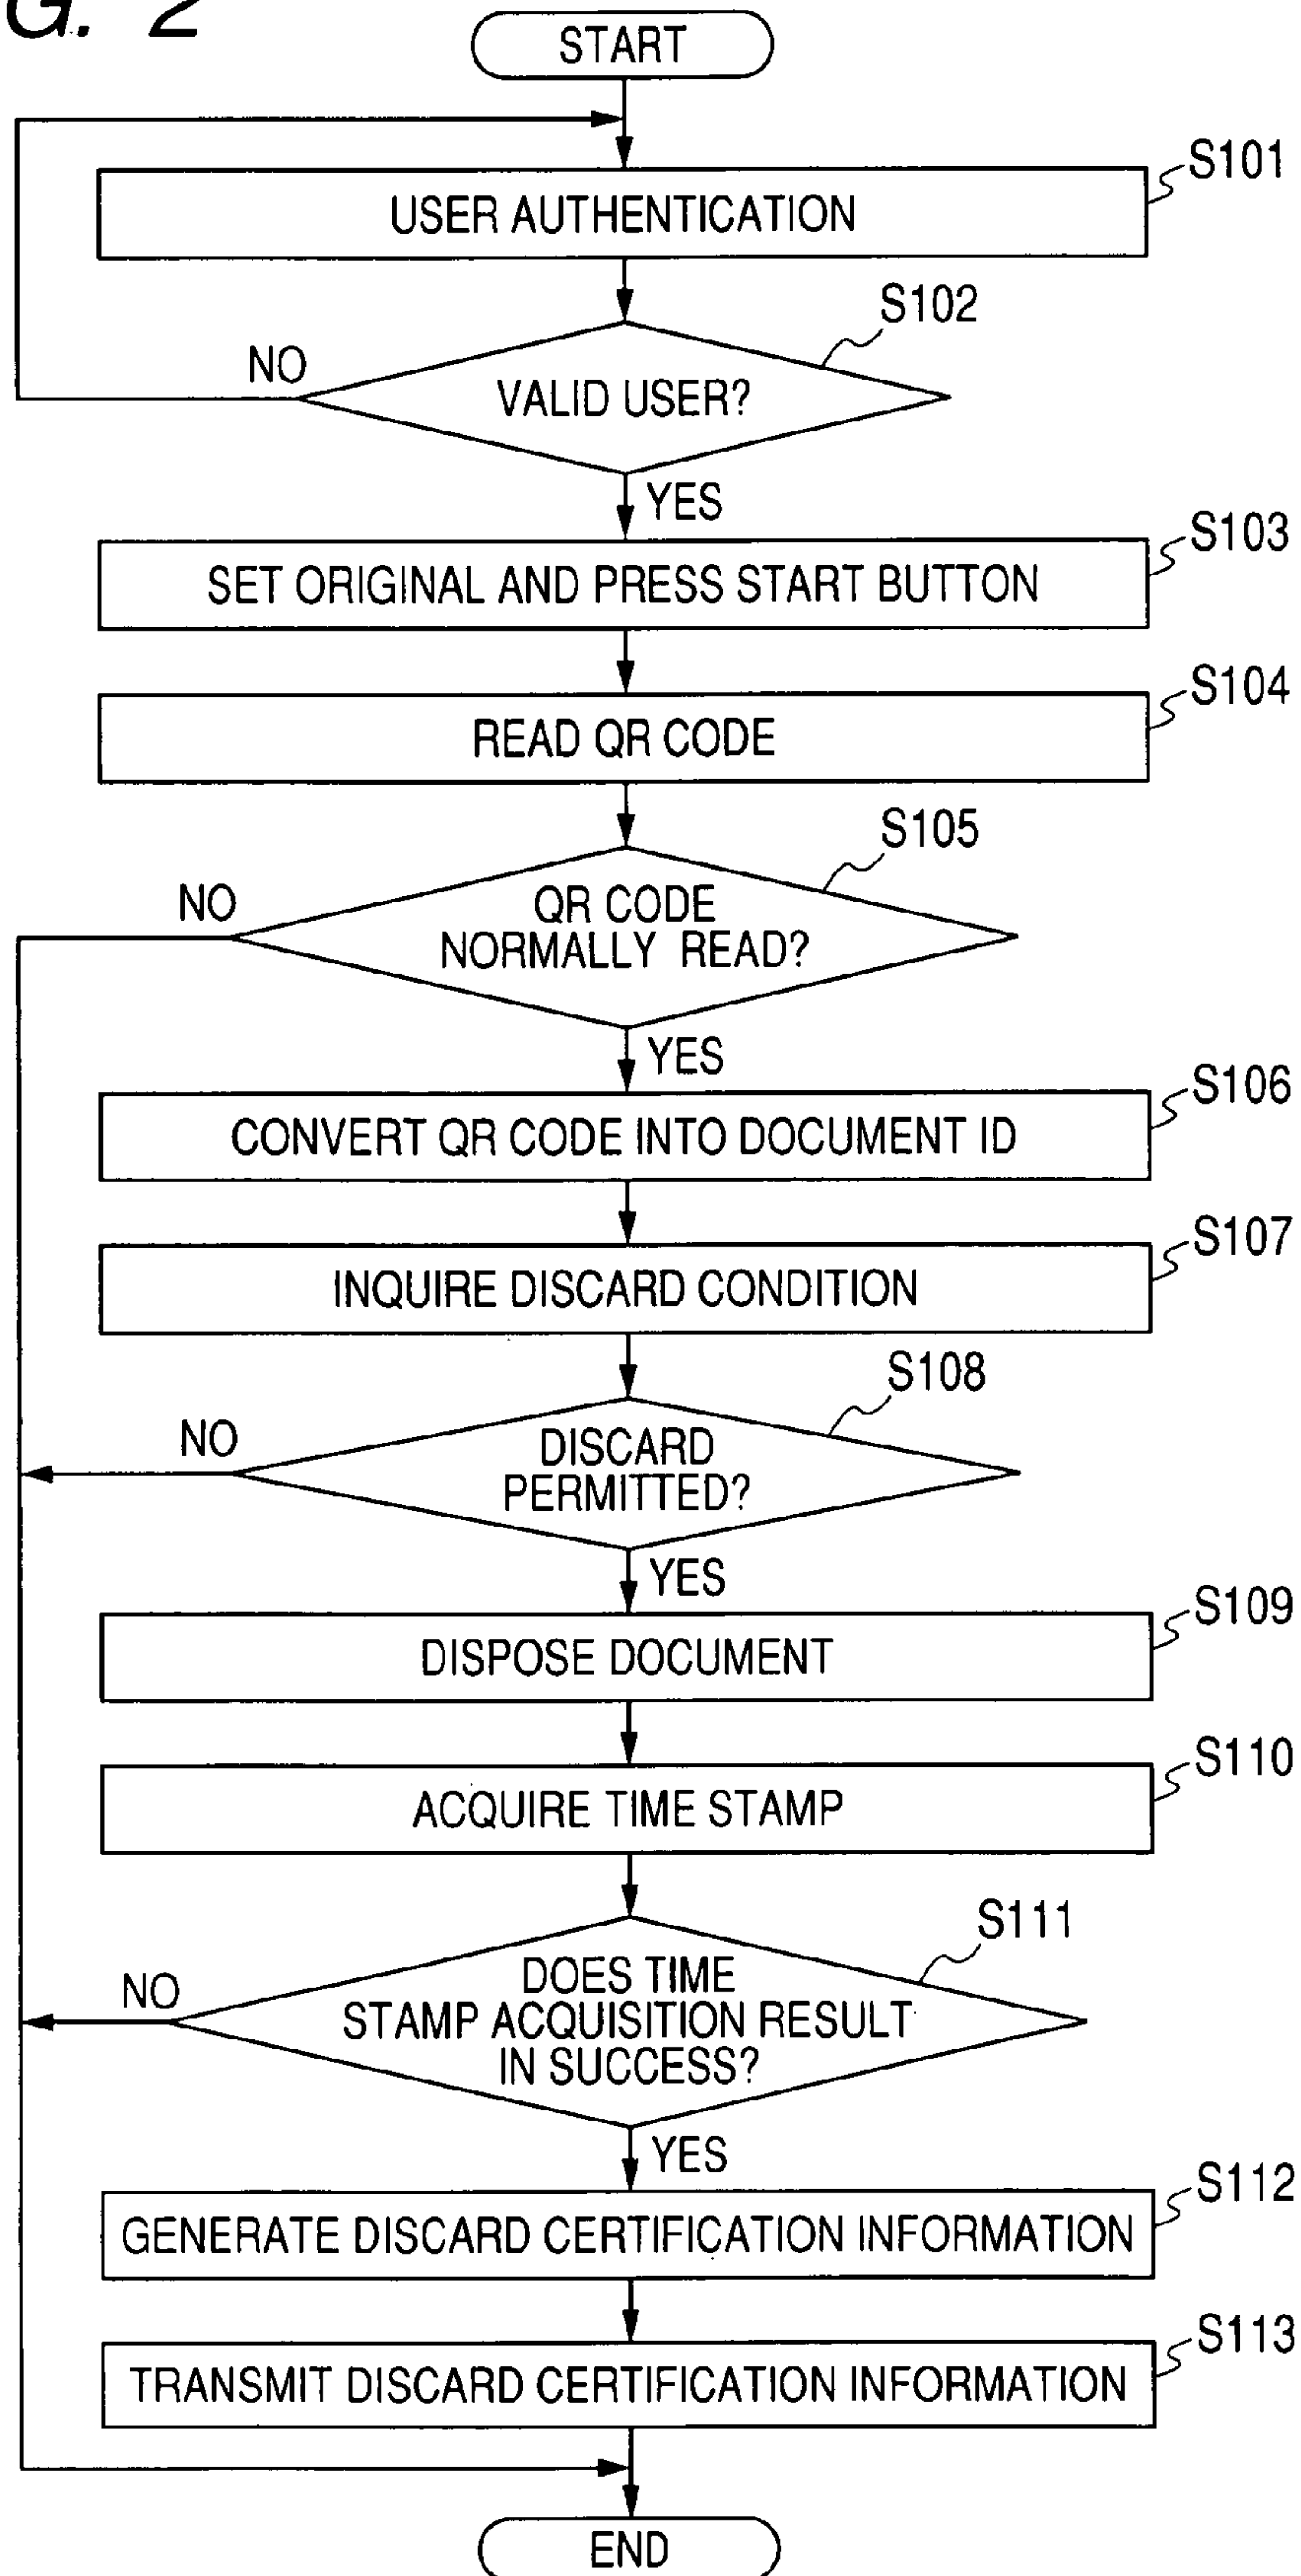 G. 2
START
S101
USER AUTHENTICATION
S102
NO
VALID USER?
YES
S103
SET ORIGINAL AND PRESS START BUTTON
S104
READ QR CODE
S105
NO
QR CODE
NORMALLY READ?
YES
S106
CONVERT QR CODE INTO DOCUMENT ID
S107
INQUIRE DISCARD CONDITION
S108
NO
DISCARD
PERMITTED?
YES
S109
DISPOSE DOCUMENT
S110
ACQUIRE TIME STAMP
S111
NO
DOES TIME
STAMP ACQUISITION RESULT
IN SUCCESS?
YES
S112
GENERATE DISCARD CERTIFICATION INFORMATION
S113
TRANSMIT DISCARD CERTIFICATION INFORMATION
END